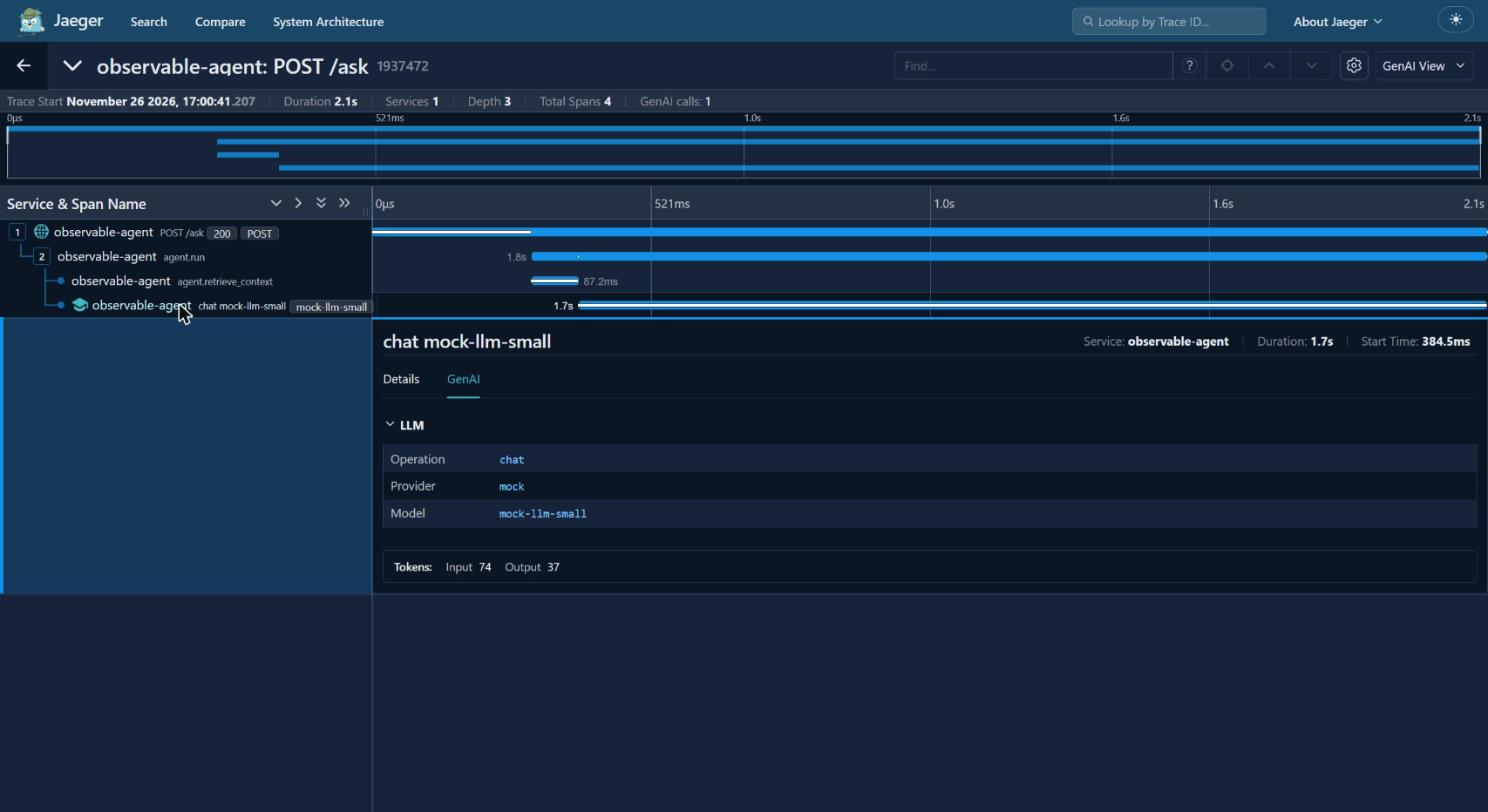 Jaeger Search Compare System Architecture Lookup by Trace ID... About Jaeger
observable-agent: POST /ask 1937472 Find... ? GenAI View
Trace Start November 26 2026, 17:00:41.207 Duration 2.1s Services 1 Depth 3 Total Spans 4 GenAI calls: 1
0μs 521ms 1.0s 1.6s 2.1s
Service & Span Name 0μs 521ms 1.0s 1.6s 2.1s
1 observable-agent POST /ask 200 POST
2 observable-agent agent.run 1.8s
observable-agent agent.retrieve_context 87.2ms
observable-agent chat mock-llm-small mock-llm-small 1.7s
chat mock-llm-small Service: observable-agent Duration: 1.7s Start Time: 384.5ms
Details GenAI
LLM
Operation chat
Provider mock
Model mock-llm-small
Tokens: Input 74 Output 37